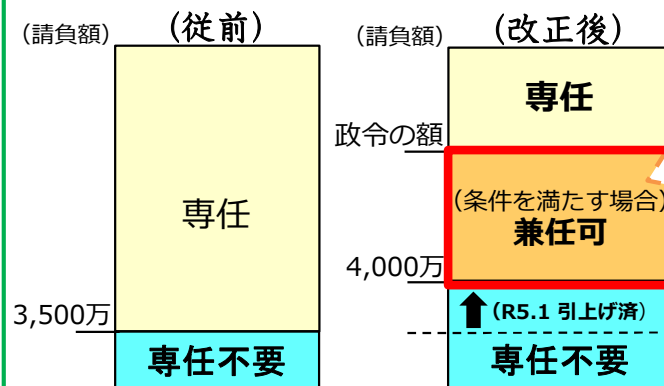 (請負額)
(従前)
専任
3,500万
専任不要
(請負額)
(改正後)
専任
政令の額
(条件を満たす場合)
兼任可
4,000万
(R5.1 引上げ済)
専任不要